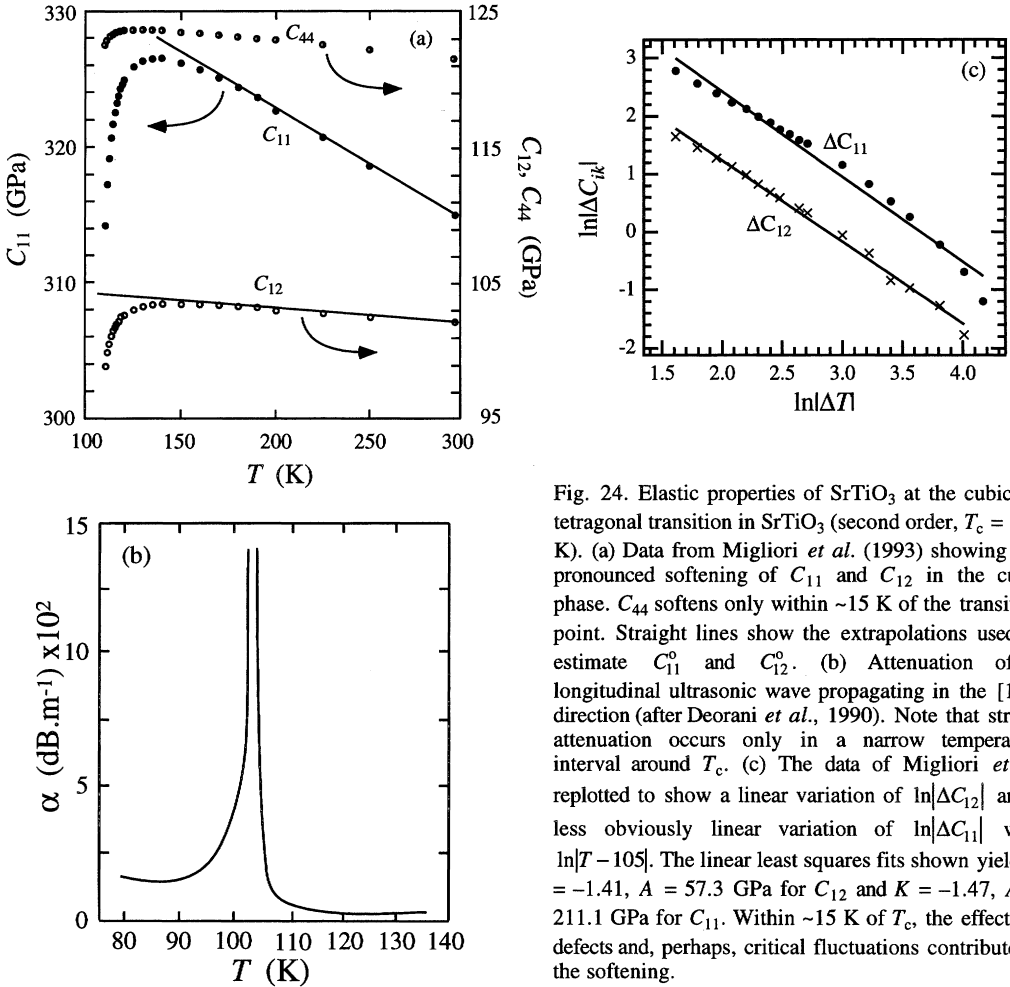 330
125
C44
(a)
C11
320
115
C11 (GPa)
C12, C44 (GPa)
C12
310
105
300
95
100 150 200 250 300
T (K)
3
(c)
2
ΔC11
ln|ΔCik|
1
0
ΔC12
-1
-2
1.5 2.0 2.5 3.0 3.5 4.0
ln|ΔT|
15
(b)
10
α (dB.m-1) x10²
5
0
80 90 100 110 120 130 140
T (K)
Fig. 24. Elastic properties of SrTiO3 at the cubic
tetragonal transition in SrTiO3 (second order, Tc =
K). (a) Data from Migliori et al. (1993) showing
pronounced softening of C11 and C12 in the cu
phase. C44 softens only within ~15 K of the transit
point. Straight lines show the extrapolations used
estimate C°11 and C°12. (b) Attenuation of
longitudinal ultrasonic wave propagating in the [1
direction (after Deorani et al., 1990). Note that str
attenuation occurs only in a narrow tempera
interval around Tc. (c) The data of Migliori et
replotted to show a linear variation of ln|ΔC12| an
less obviously linear variation of ln|ΔC11| v
ln|T – 105|. The linear least squares fits shown yiel
= –1.41, A = 57.3 GPa for C12 and K = –1.47, A
211.1 GPa for C11. Within ~15 K of Tc, the effect
defects and, perhaps, critical fluctuations contribute
the softening.